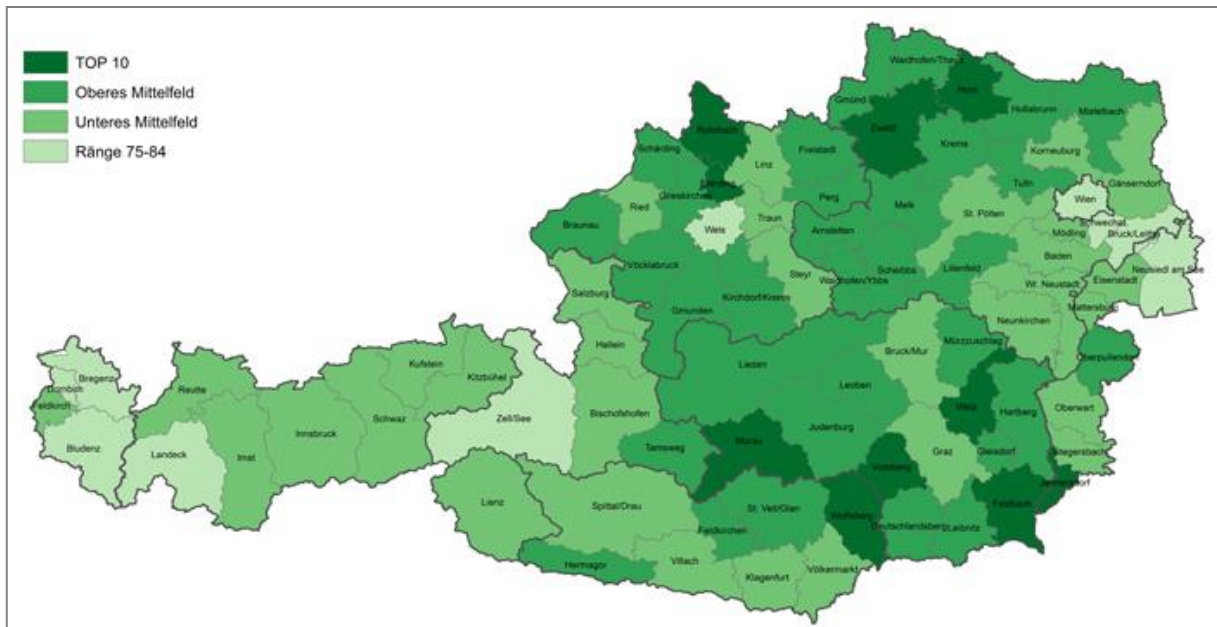 TOP 10
Oberes Mittelfeld
Unteres Mittelfeld
Ränge 75-84
Waidhofen/Thaya
Horn
Gmünd
Hollabrunn
Mistelbach
Zwettl
Rohrbach
Schärding
Linz
Freistadt
Krems
Korneuburg
Eferding
Grieskirchen
Tulln
Gänserndorf
Perg
Melk
Wien
Ried
Traun
St. Pölten
Schwechat
Braunau
Wels
Amstetten
Mödling
Bruck/Leitha
Baden
Vöcklabruck
Steyr
Scheibbs
Lilienfeld
Neusiedl am See
Waidhofen/Ybbs
Eisenstadt
Wr. Neustadt
Salzburg
Kirchdorf/Krems
Gmunden
Mattersburg
Neunkirchen
Hallein
Mürzzuschlag
Bruck/Mur
Oberpullendorf
Kufstein
Liezen
Bregenz
Kitzbühel
Leoben
Dornbirn
Reutte
Weiz
Feldkirch
Schwaz
Bischofshofen
Hartberg
Oberwart
Zell/See
Innsbruck
Judenburg
Bludenz
Landeck
Imst
Tamsweg
Murau
Graz
Gleisdorf
Stegersbach
Voitsberg
Jennersdorf
Lienz
Spittal/Drau
St. Veit/Glan
Wolfsberg
Feldbach
Feldkirchen
Deutschlandsberg
Leibnitz
Hermagor
Villach
Völkermarkt
Klagenfurt